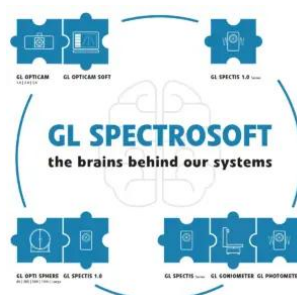 GL OPTICAM GL OPTICAM SOFT
GL SPECTIS 1.0
GL SPECTROSOFT
the brains behind our systems
GL OPTI SPHERE GL SPECTIS 1.0
GL SPECTIS GL GONIOMETER GL PHOTOMETE